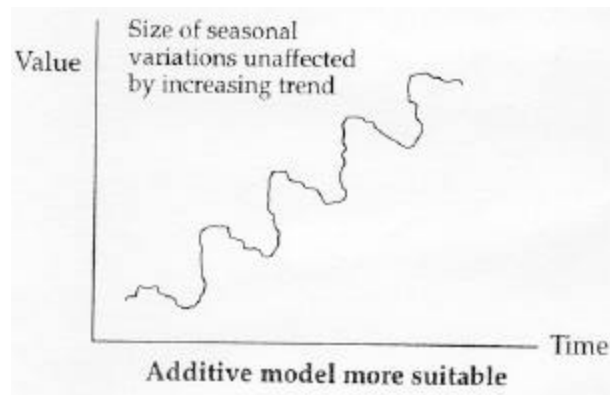 Size of seasonal
variations unaffected
by increasing trend
Value
Time
Additive model more suitable